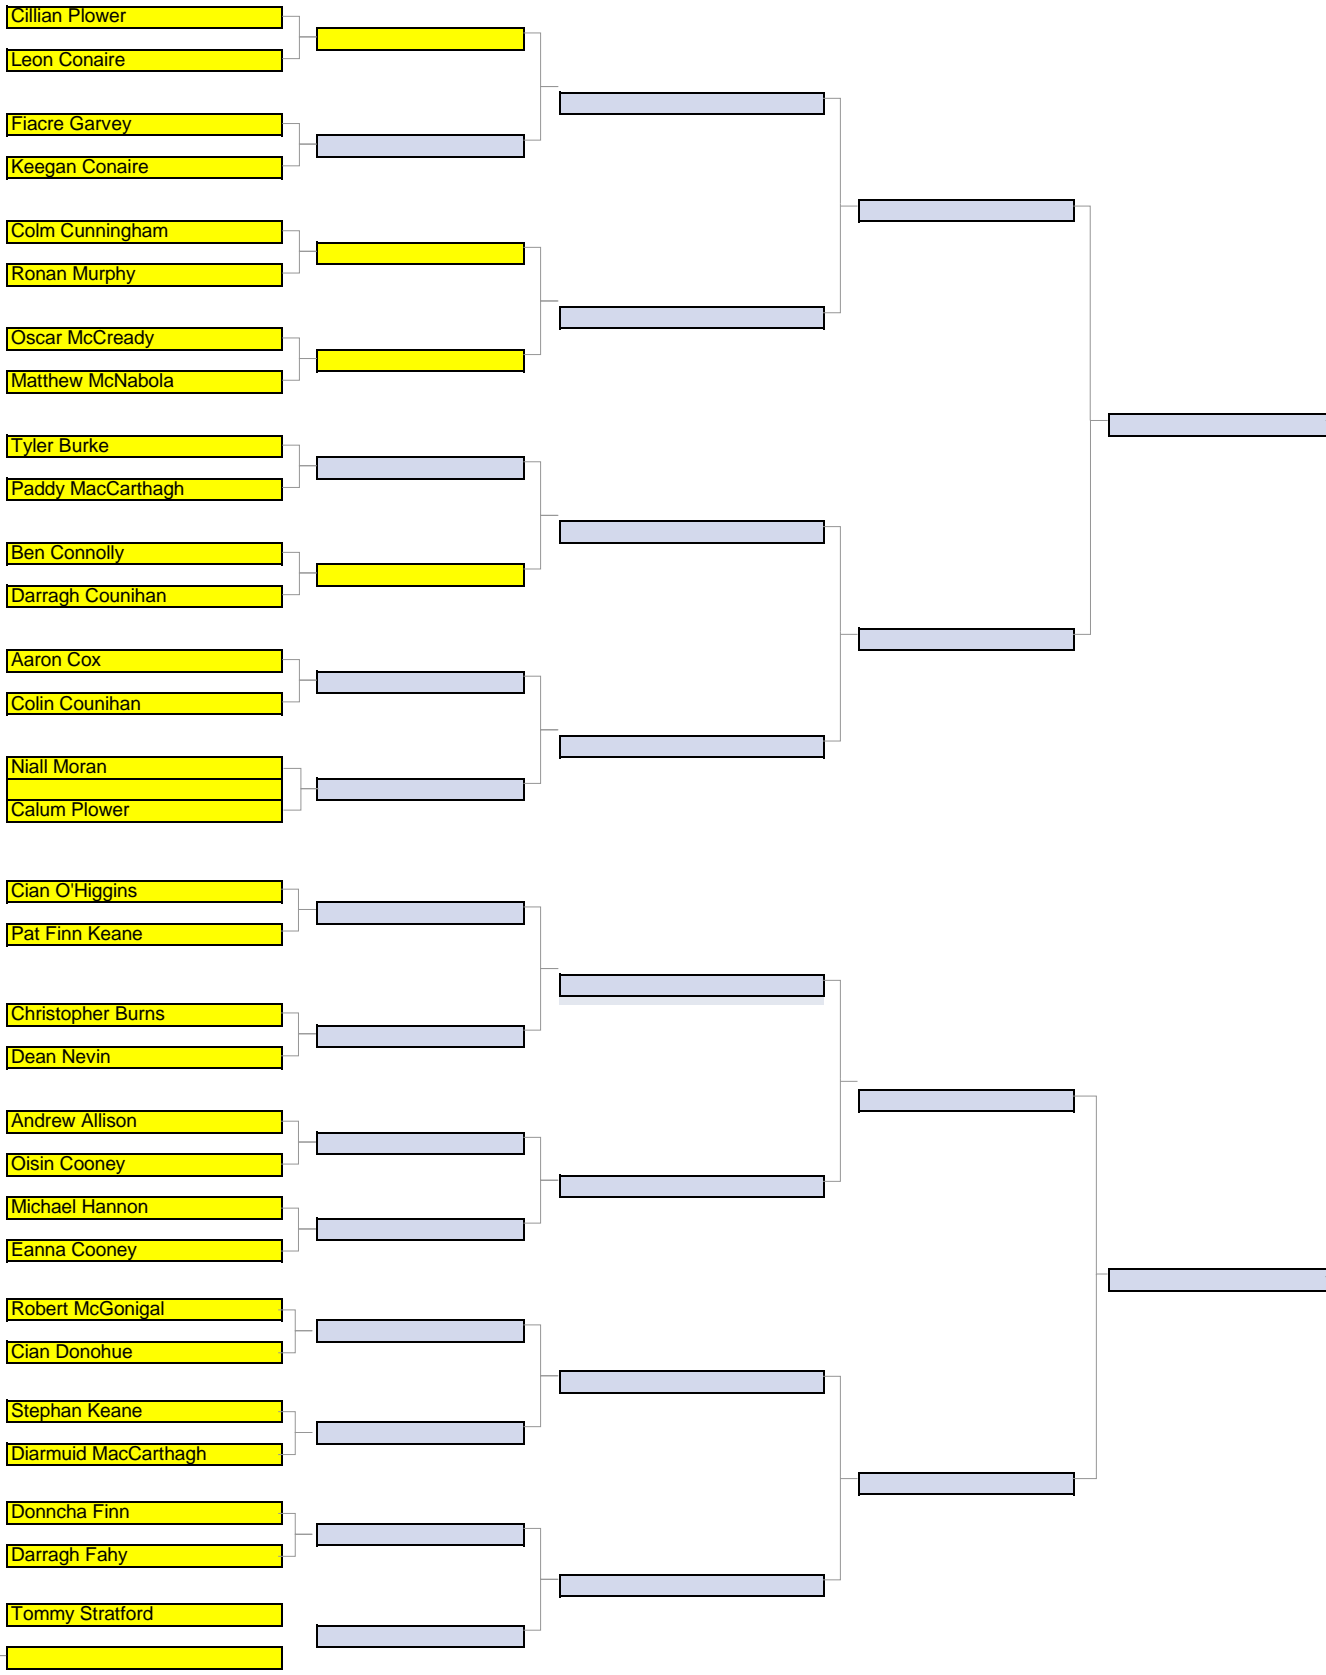 Cillian Plower
Leon Conaire
Fiacre Garvey
Keegan Conaire
Colm Cunningham
Ronan Murphy
Oscar McCready
Matthew McNabola
Tyler Burke
Paddy MacCarthagh
Ben Connolly
Darragh Counihan
Aaron Cox
Colin Counihan
Niall Moran
Calum Plower
Cian O'Higgins
Pat Finn Keane
Christopher Burns
Dean Nevin
Andrew Allison
Oisin Cooney
Michael Hannon
Eanna Cooney
Robert McGonigal
Cian Donohue
Stephan Keane
Diarmuid MacCarthagh
Donncha Finn
Darragh Fahy
Tommy Stratford